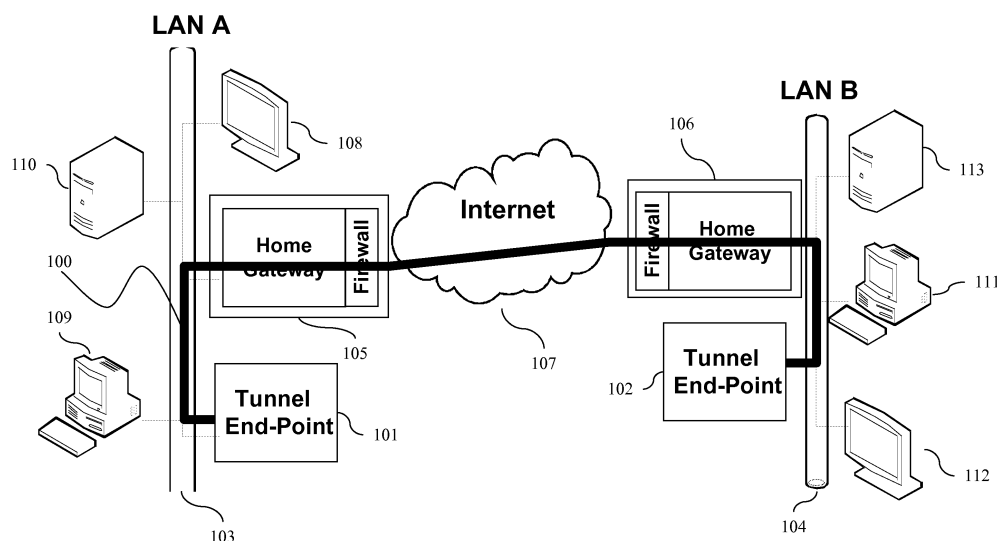 LAN A
LAN B
108
110
106
113
Internet
Home
Gateway
Firewall
Firewall
Home
Gateway
100
111
109
105
107
Tunnel
End-Point
101
102
Tunnel
End-Point
112
103
104